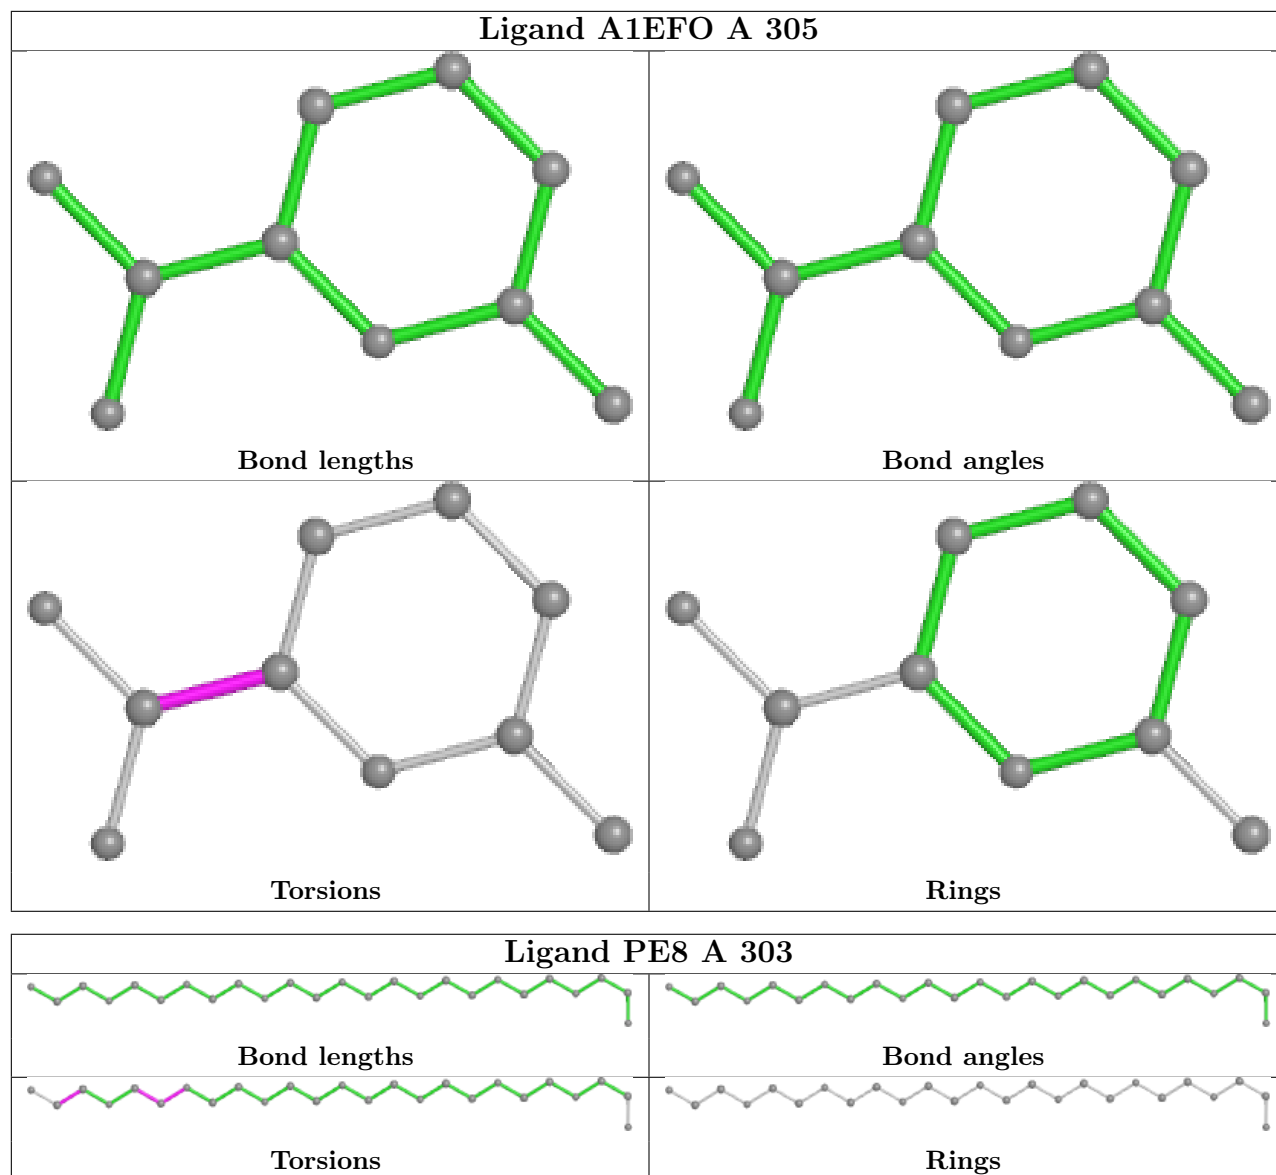 Ligand A1EFO A 305
Bond lengths
Bond angles
Torsions
Rings
Ligand PE8 A 303
Bond lengths
Bond angles
Torsions
Rings